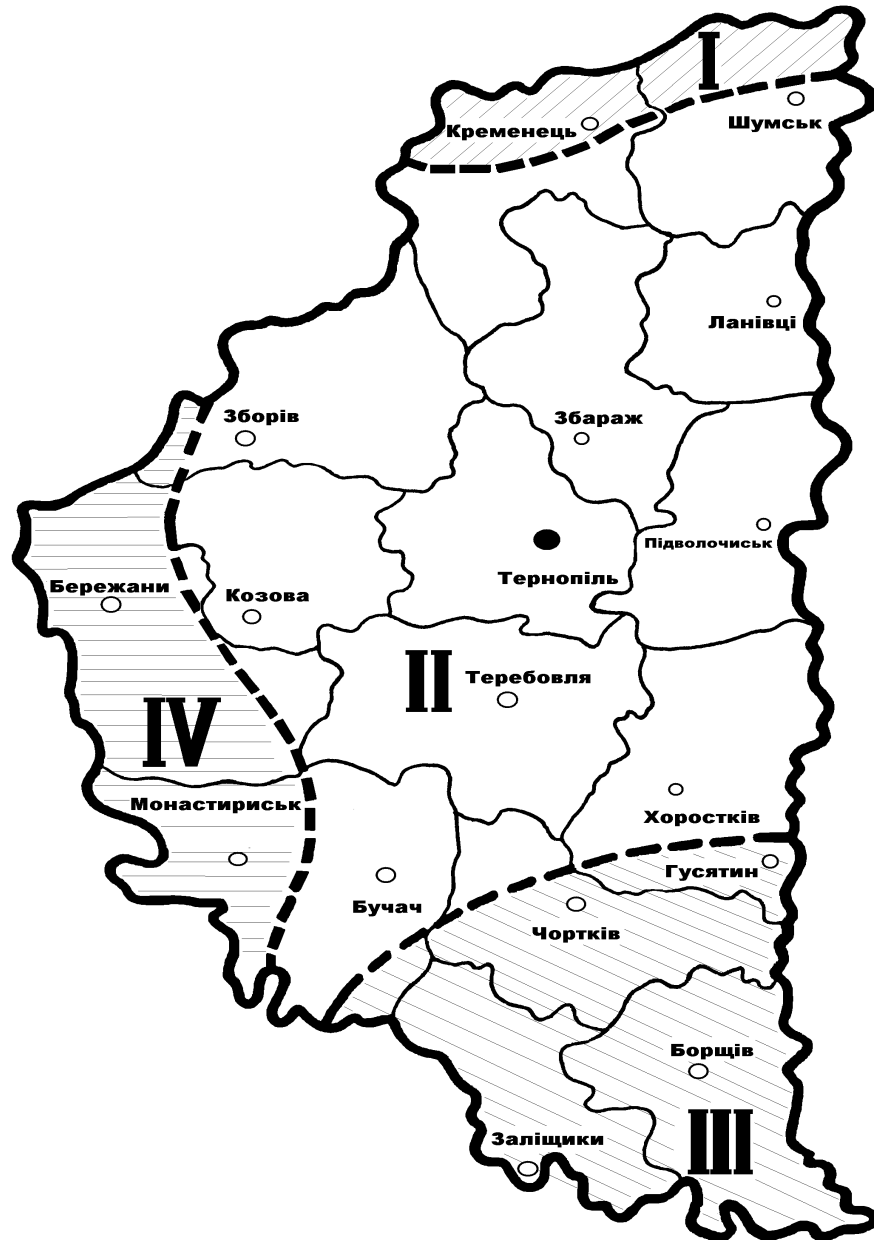 I
Кременець
Шумськ
Ланівці
Зборів
Збараж
Підволочиськ
Тернопіль
Бережани
Козова
II
Теребовля
IV
Монастириськ
Хоростків
Гусятин
Бучач
Чортків
Борщів
III
Заліщики